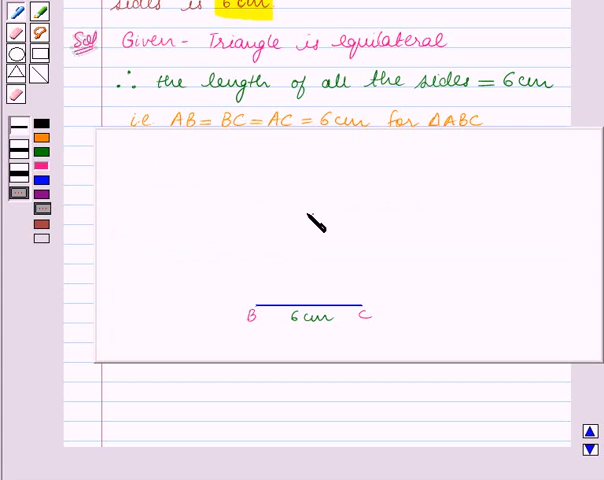 sides is 6 cm
Sol Given - Triangle is equilateral
∴ the length of all the sides = 6 cm
i.e AB = BC = AC = 6 cm for ΔABC
B 6 cm C